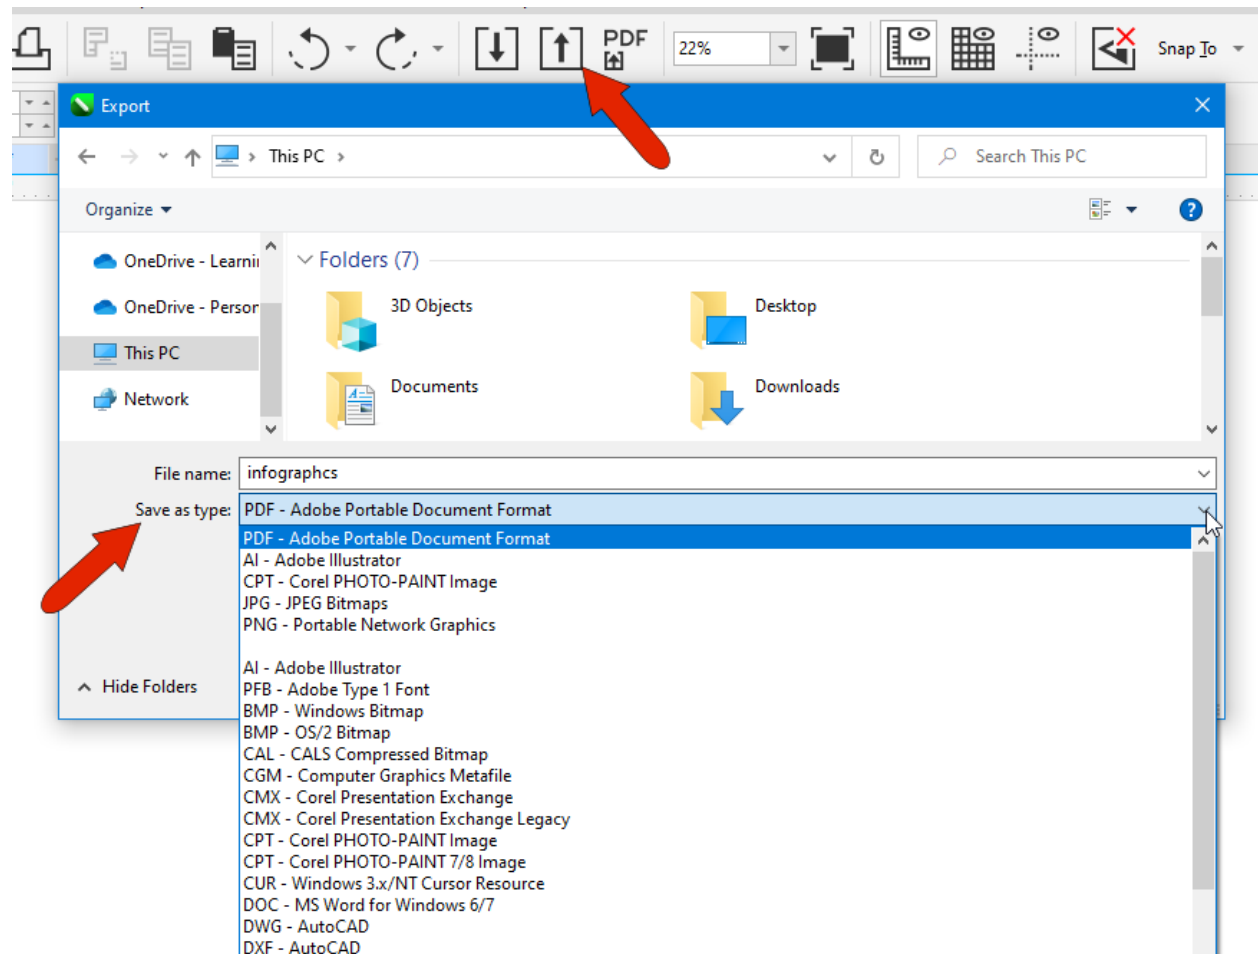 PDF
22%
Snap To
Export
This PC
Search This PC
Organize
OneDrive - Learni
OneDrive - Person
This PC
Network
Folders (7)
3D Objects
Desktop
Documents
Downloads
File name: infographcs
Save as type: PDF - Adobe Portable Document Format
PDF - Adobe Portable Document Format
AI - Adobe Illustrator
CPT - Corel PHOTO-PAINT Image
JPG - JPEG Bitmaps
PNG - Portable Network Graphics
AI - Adobe Illustrator
PFB - Adobe Type 1 Font
BMP - Windows Bitmap
BMP - OS/2 Bitmap
CAL - CALS Compressed Bitmap
CGM - Computer Graphics Metafile
CMX - Corel Presentation Exchange
CMX - Corel Presentation Exchange Legacy
CPT - Corel PHOTO-PAINT Image
CPT - Corel PHOTO-PAINT 7/8 Image
CUR - Windows 3.x/NT Cursor Resource
DOC - MS Word for Windows 6/7
DWG - AutoCAD
DXF - AutoCAD
Hide Folders